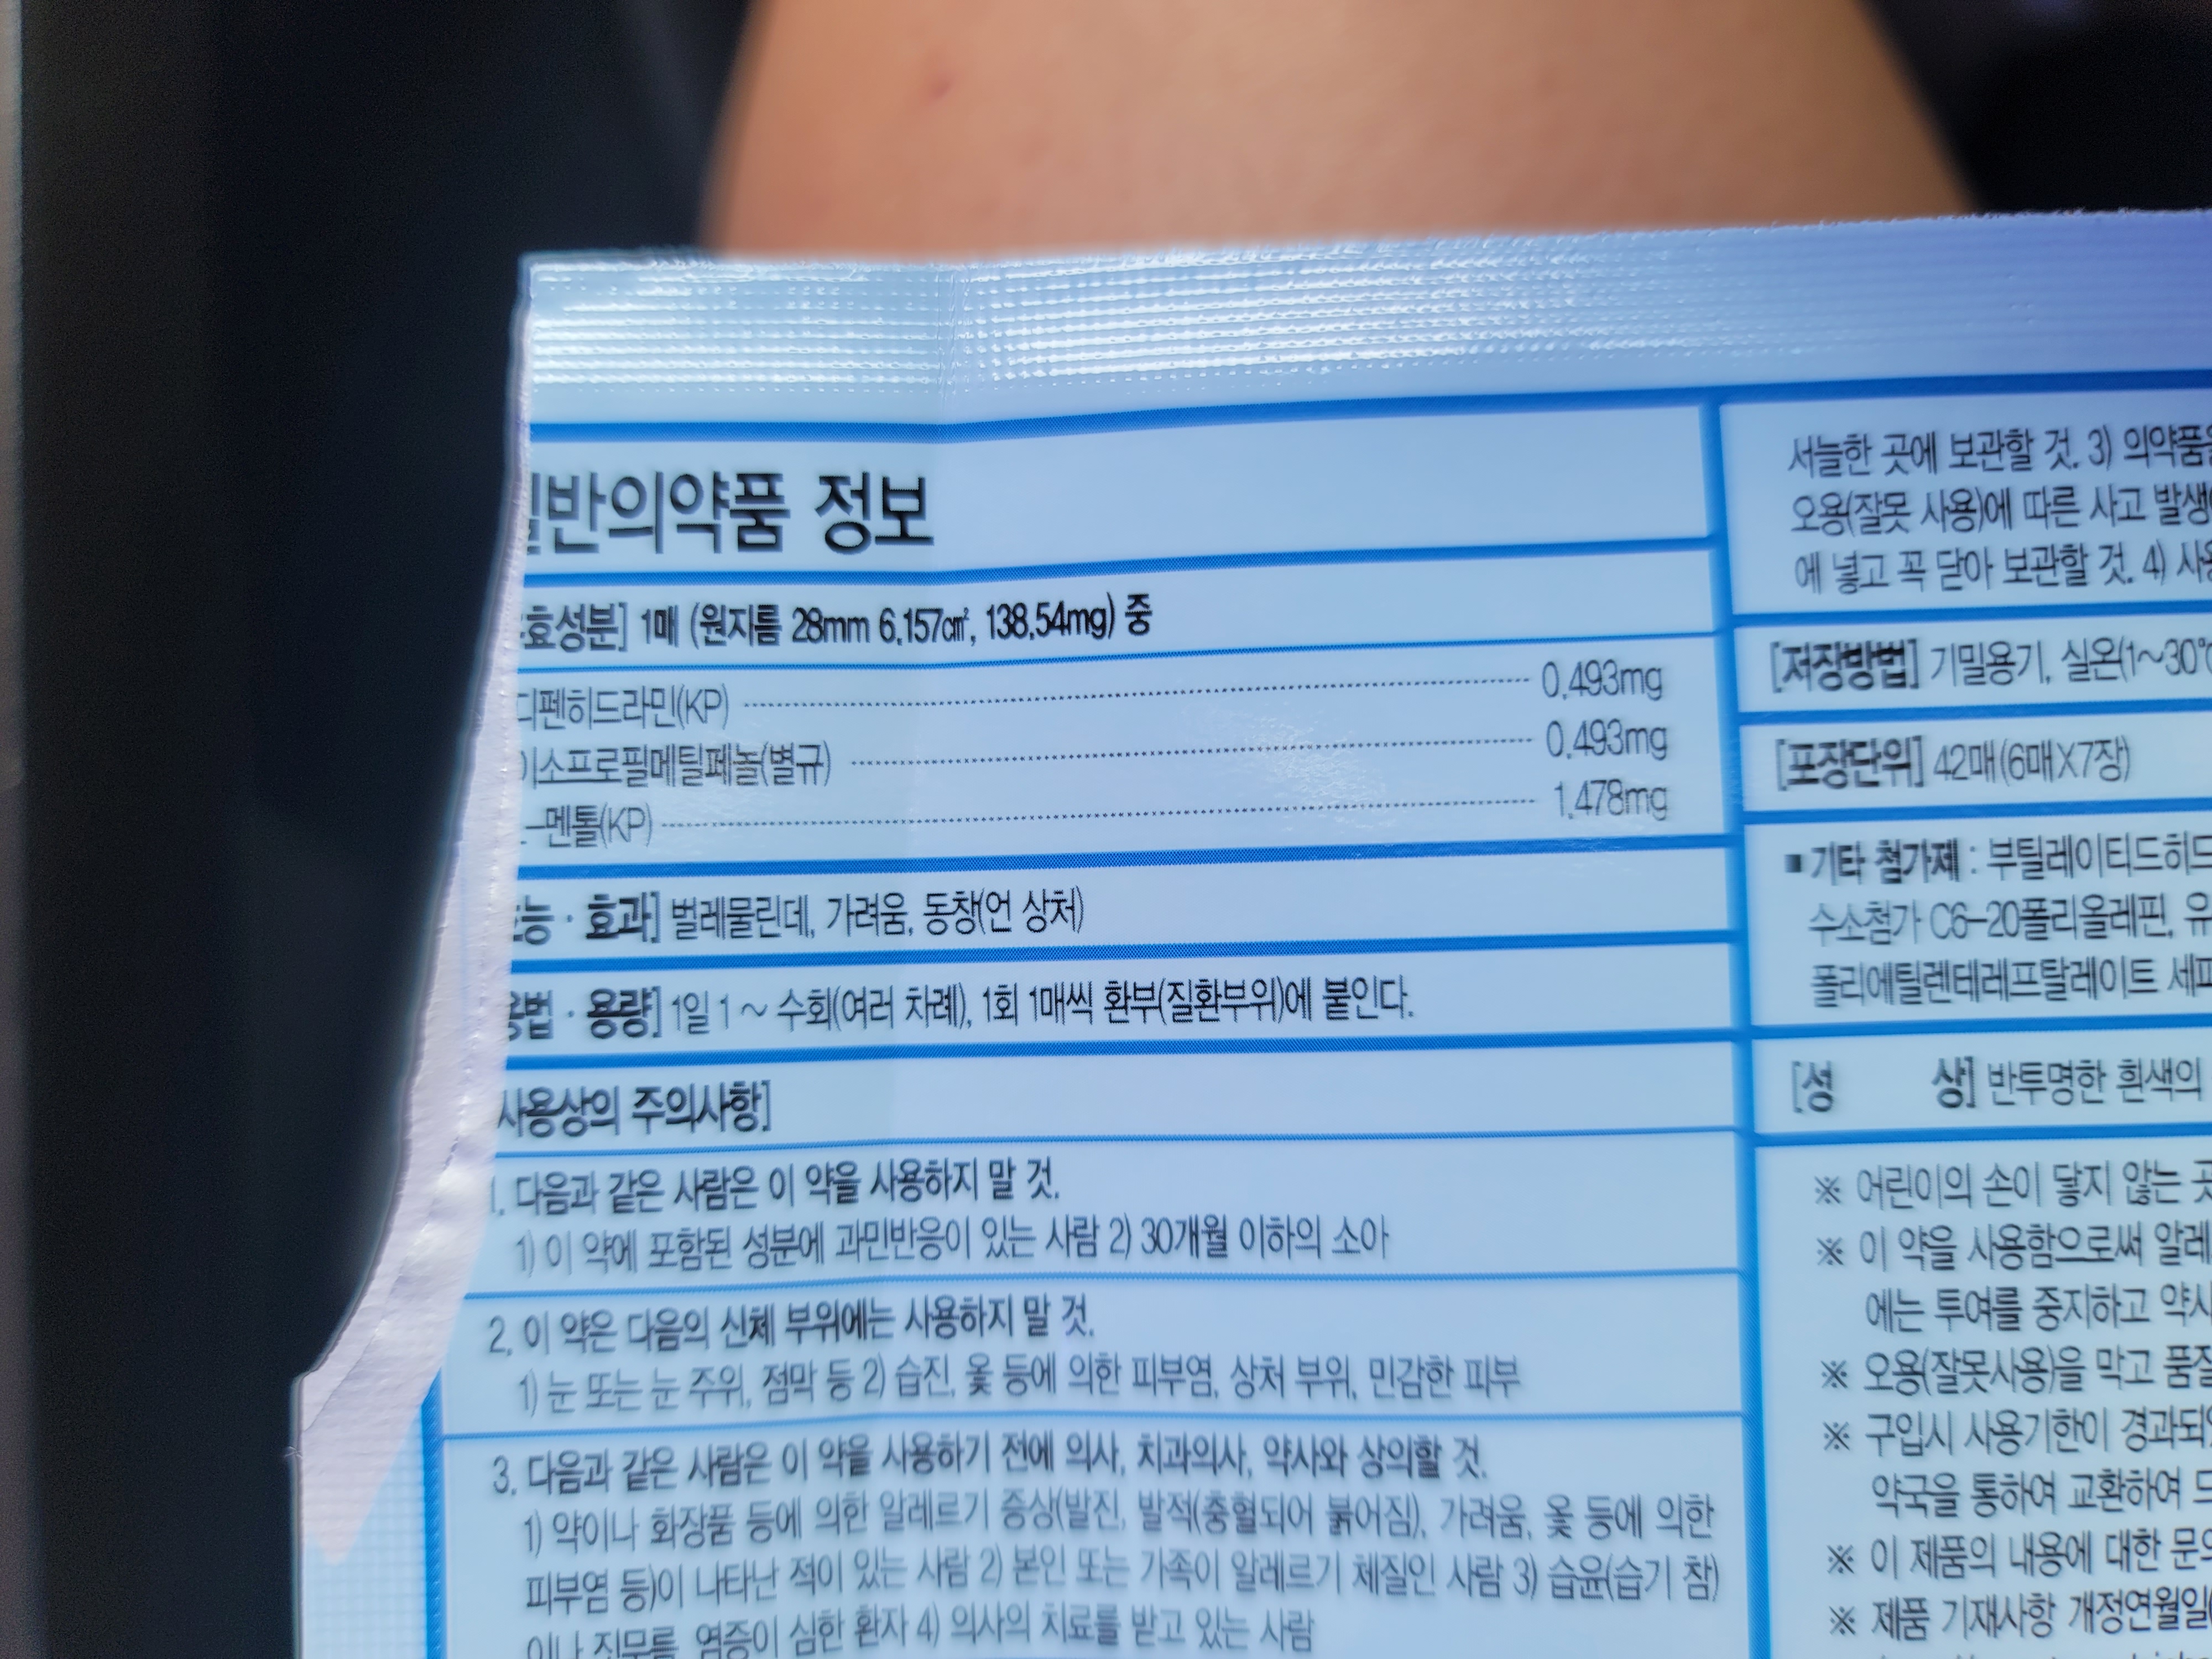 일반의약품 정보
효성분] 1매 (원지름 28mm 6.157㎠, 138.54mg) 중
디펜히드라민(KP) 0.493mg
이소프로필메틸페놀(별규) 0.493mg
–멘톨(KP) 1.478mg
능 · 효과] 벌레물린데, 가려움, 동창(언 상처)
용법 · 용량] 1일 1 ~ 수회(여러 차례), 1회 1매씩 환부(질환부위)에 붙인다.
사용상의 주의사항]
1. 다음과 같은 사람은 이 약을 사용하지 말 것.
1) 이 약에 포함된 성분에 과민반응이 있는 사람 2) 30개월 이하의 소아
2. 이 약은 다음의 신체 부위에는 사용하지 말 것.
1) 눈 또는 눈 주위, 점막 등 2) 습진, 옻 등에 의한 피부염, 상처 부위, 민감한 피부
3. 다음과 같은 사람은 이 약을 사용하기 전에 의사, 치과의사, 약사와 상의할 것.
1) 약이나 화장품 등에 의한 알레르기 증상(발진, 발적(충혈되어 붉어짐), 가려움, 옻 등에 의한
피부염 등)이 나타난 적이 있는 사람 2) 본인 또는 가족이 알레르기 체질인 사람 3) 습윤(습기 참)
이나 짓무름, 염증이 심한 환자 4) 의사의 치료를 받고 있는 사람
서늘한 곳에 보관할 것. 3) 의약품을
오용(잘못 사용)에 따른 사고 발생
에 넣고 꼭 닫아 보관할 것. 4) 사용
[저장방법] 기밀용기, 실온(1~30℃
[포장단위] 42매(6매X7장)
■ 기타 첨가제 : 부틸레이티드히드
수소첨가 C6-20폴리올레핀, 유
폴리에틸렌테레프탈레이트 세피
[성 상] 반투명한 흰색의
※ 어린이의 손이 닿지 않는 곳
※ 이 약을 사용함으로써 알레
에는 투여를 중지하고 약사
※ 오용(잘못사용)을 막고 품질
※ 구입시 사용기한이 경과되었
약국을 통하여 교환하여 드
※ 이 제품의 내용에 대한 문의
※ 제품 기재사항 개정연월일(